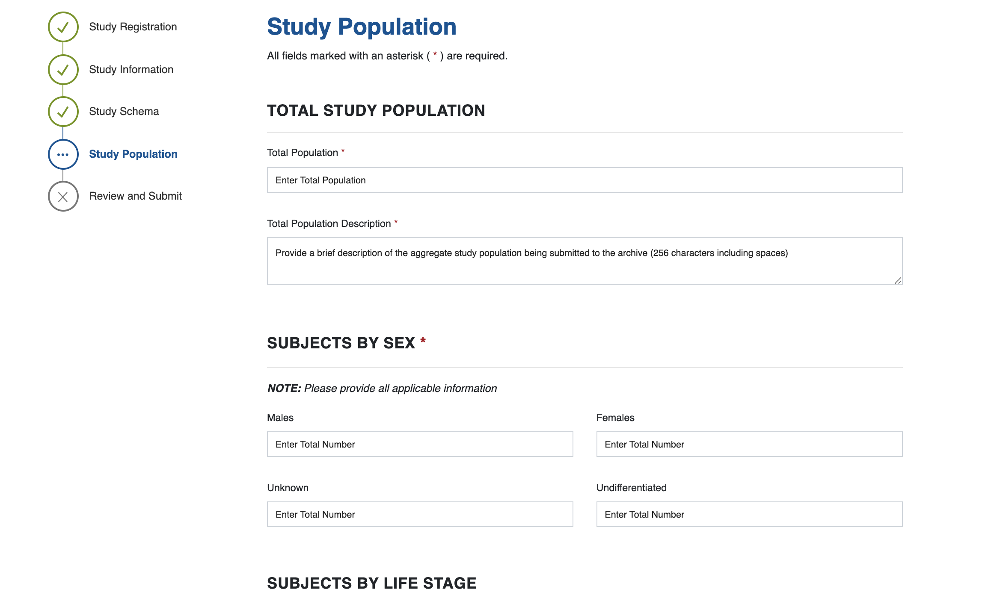 Study Registration
Study Information
Study Schema
Study Population
Review and Submit
Study Population
All fields marked with an asterisk ( * ) are required.
TOTAL STUDY POPULATION
Total Population *
Enter Total Population
Total Population Description *
Provide a brief description of the aggregate study population being submitted to the archive (256 characters including spaces)
SUBJECTS BY SEX *
NOTE: Please provide all applicable information
Males
Females
Enter Total Number
Enter Total Number
Unknown
Undifferentiated
Enter Total Number
Enter Total Number
SUBJECTS BY LIFE STAGE